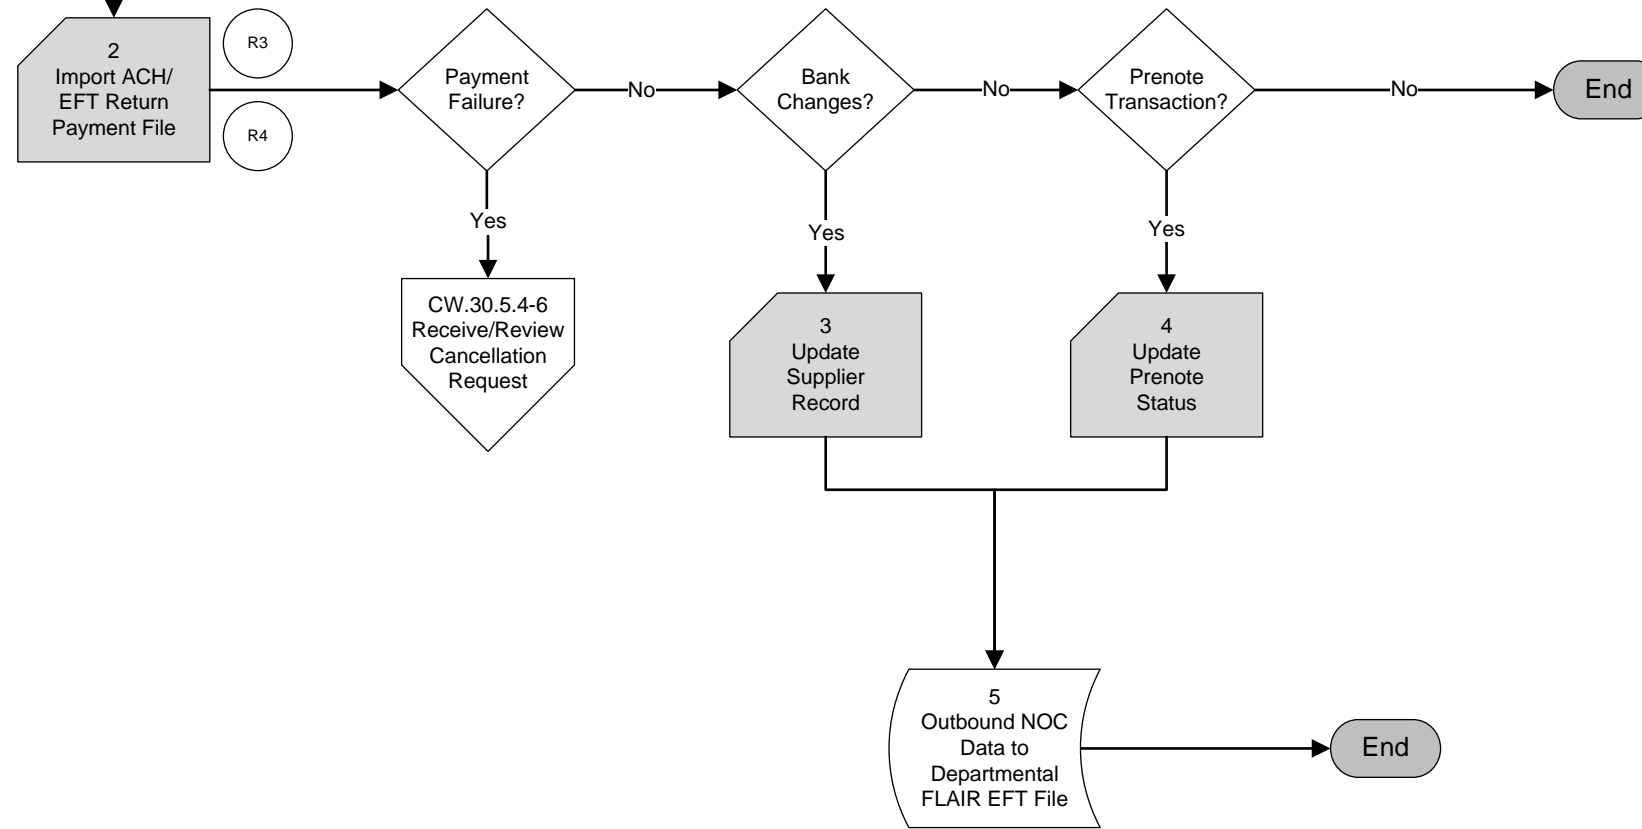 2
Import ACH/
EFT Return
Payment File
R3
R4
Payment
Failure?
No
Bank
Changes?
No
Prenote
Transaction?
No
End
Yes
Yes
Yes
CW.30.5.4-6
Receive/Review
Cancellation
Request
3
Update
Supplier
Record
4
Update
Prenote
Status
5
Outbound NOC
Data to
Departmental
FLAIR EFT File
End